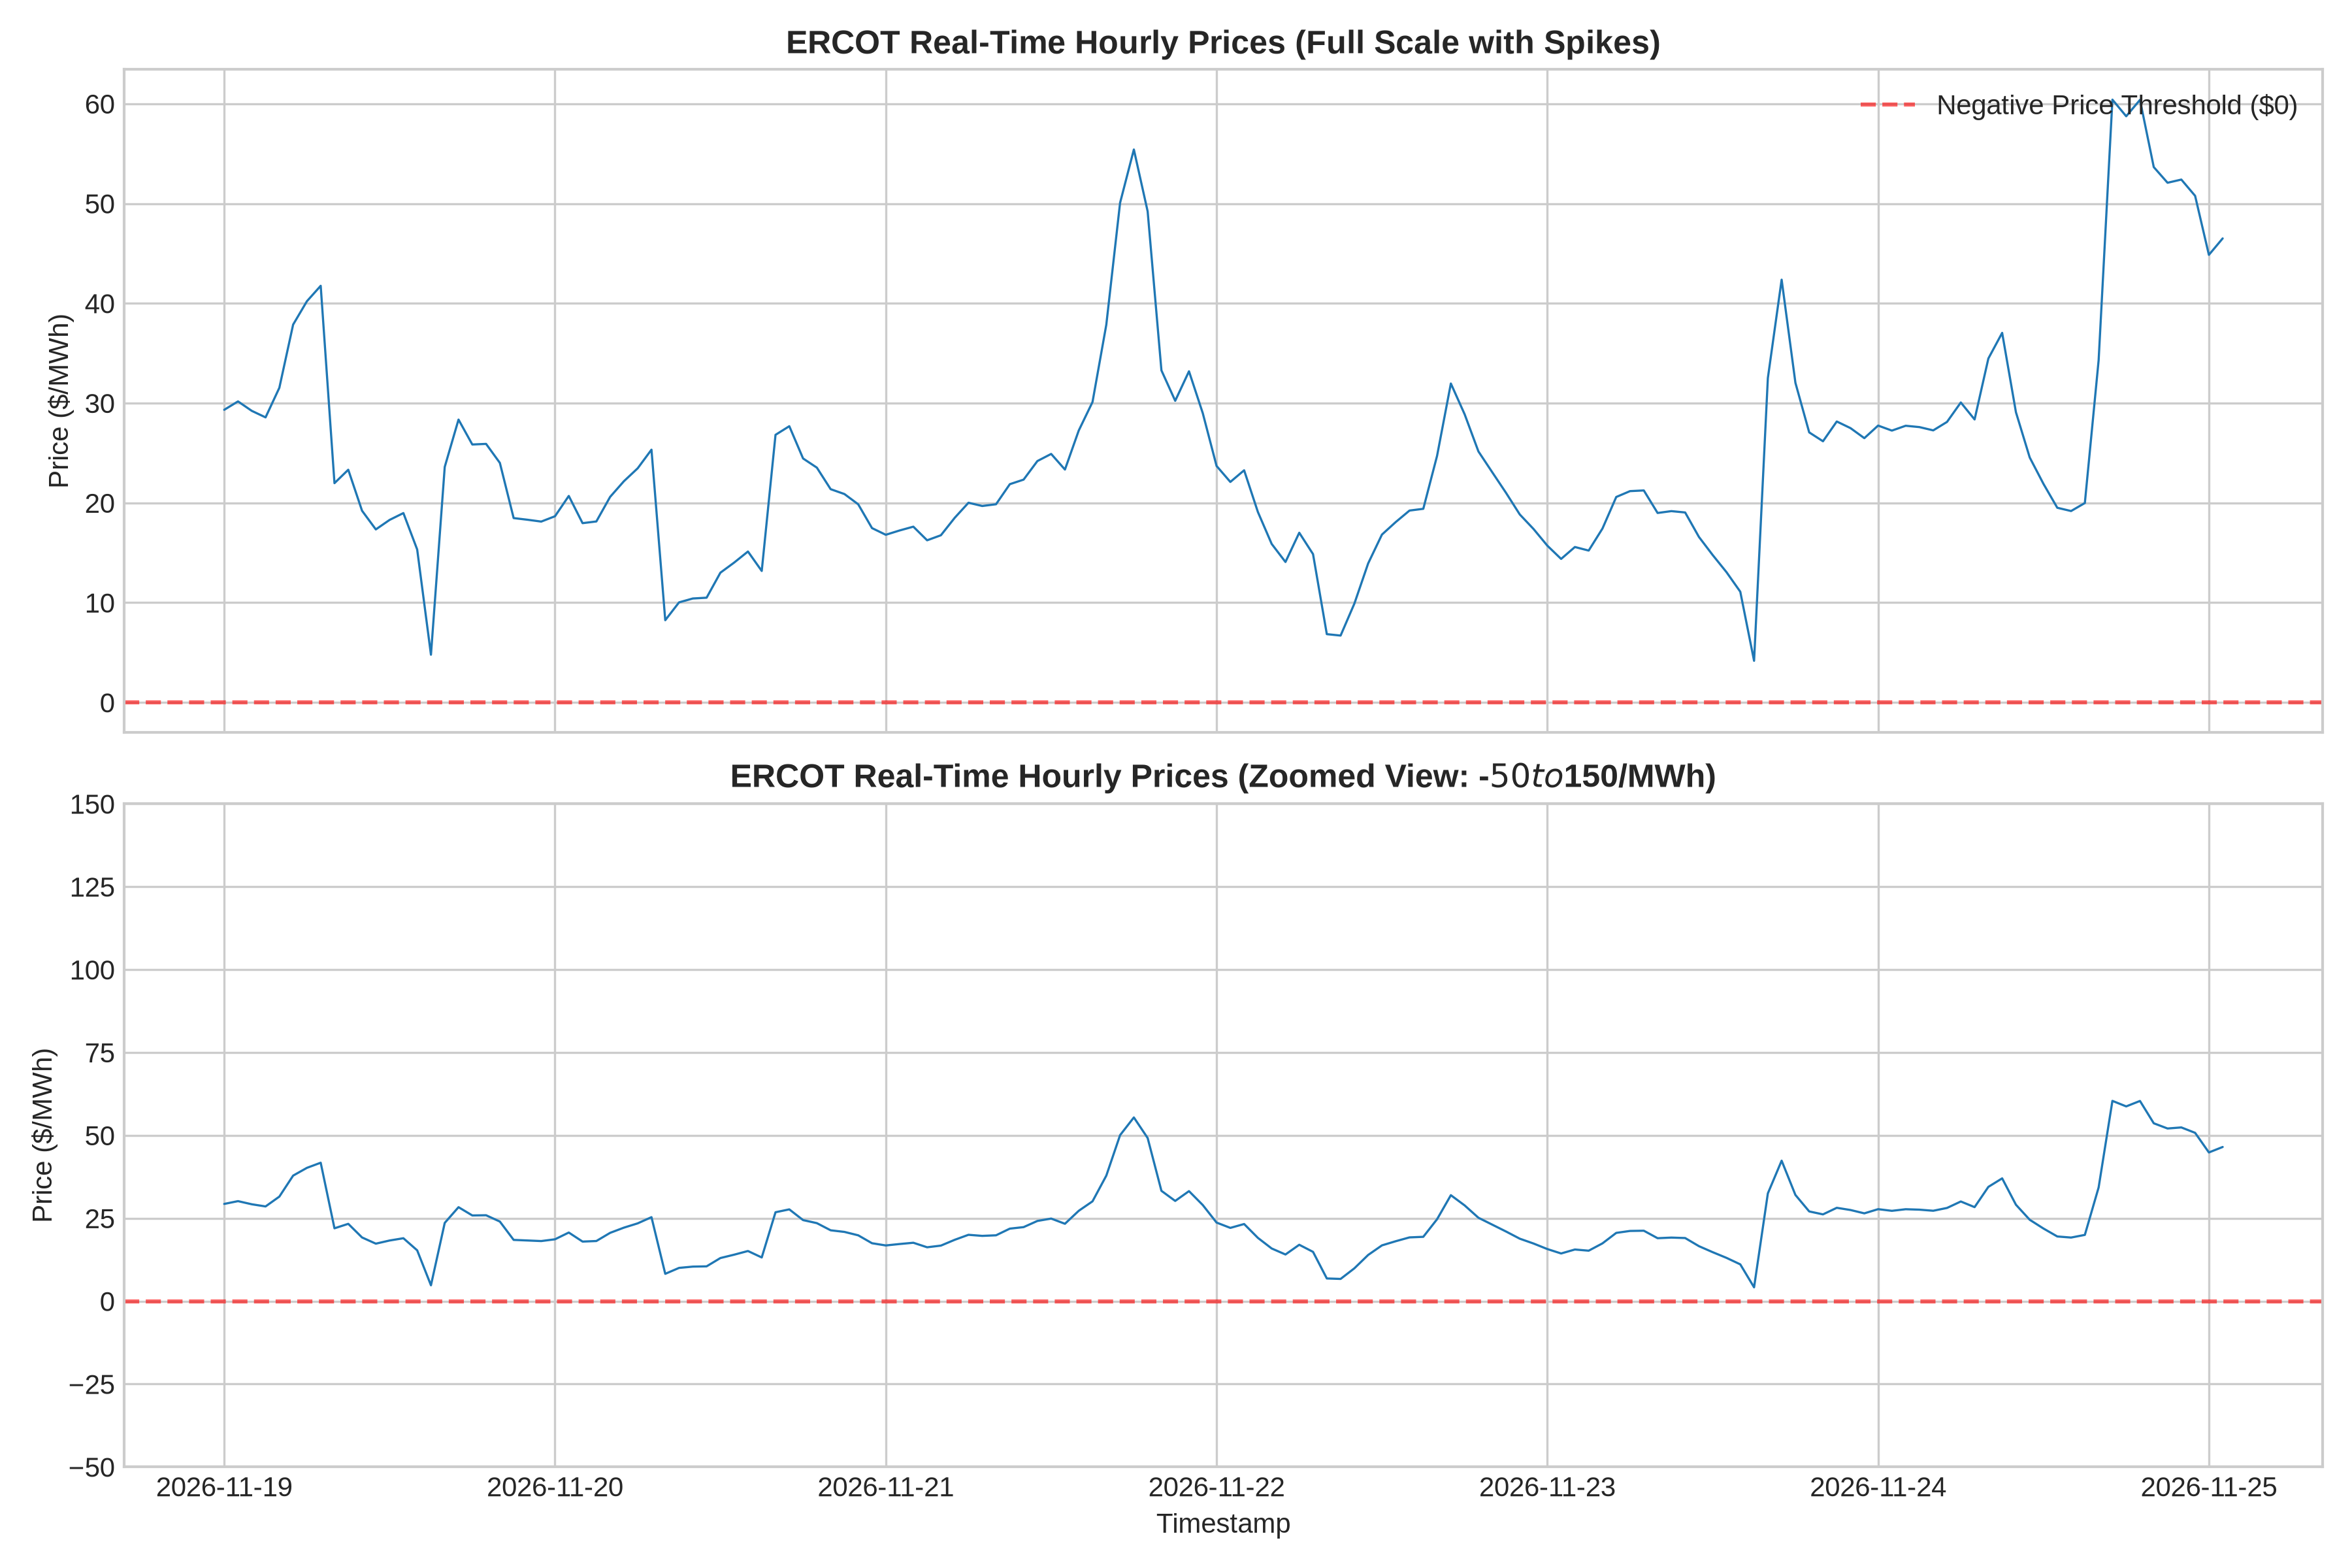 ERCOT Real-Time Hourly Prices (Full Scale with Spikes)
Negative Price Threshold ($0)
60
50
40
30
20
10
0
Price ($/MWh)
ERCOT Real-Time Hourly Prices (Zoomed View: -50to150/MWh)
150
125
100
75
50
25
0
−25
−50
Price ($/MWh)
2026-11-19 2026-11-20 2026-11-21 2026-11-22 2026-11-23 2026-11-24 2026-11-25
Timestamp